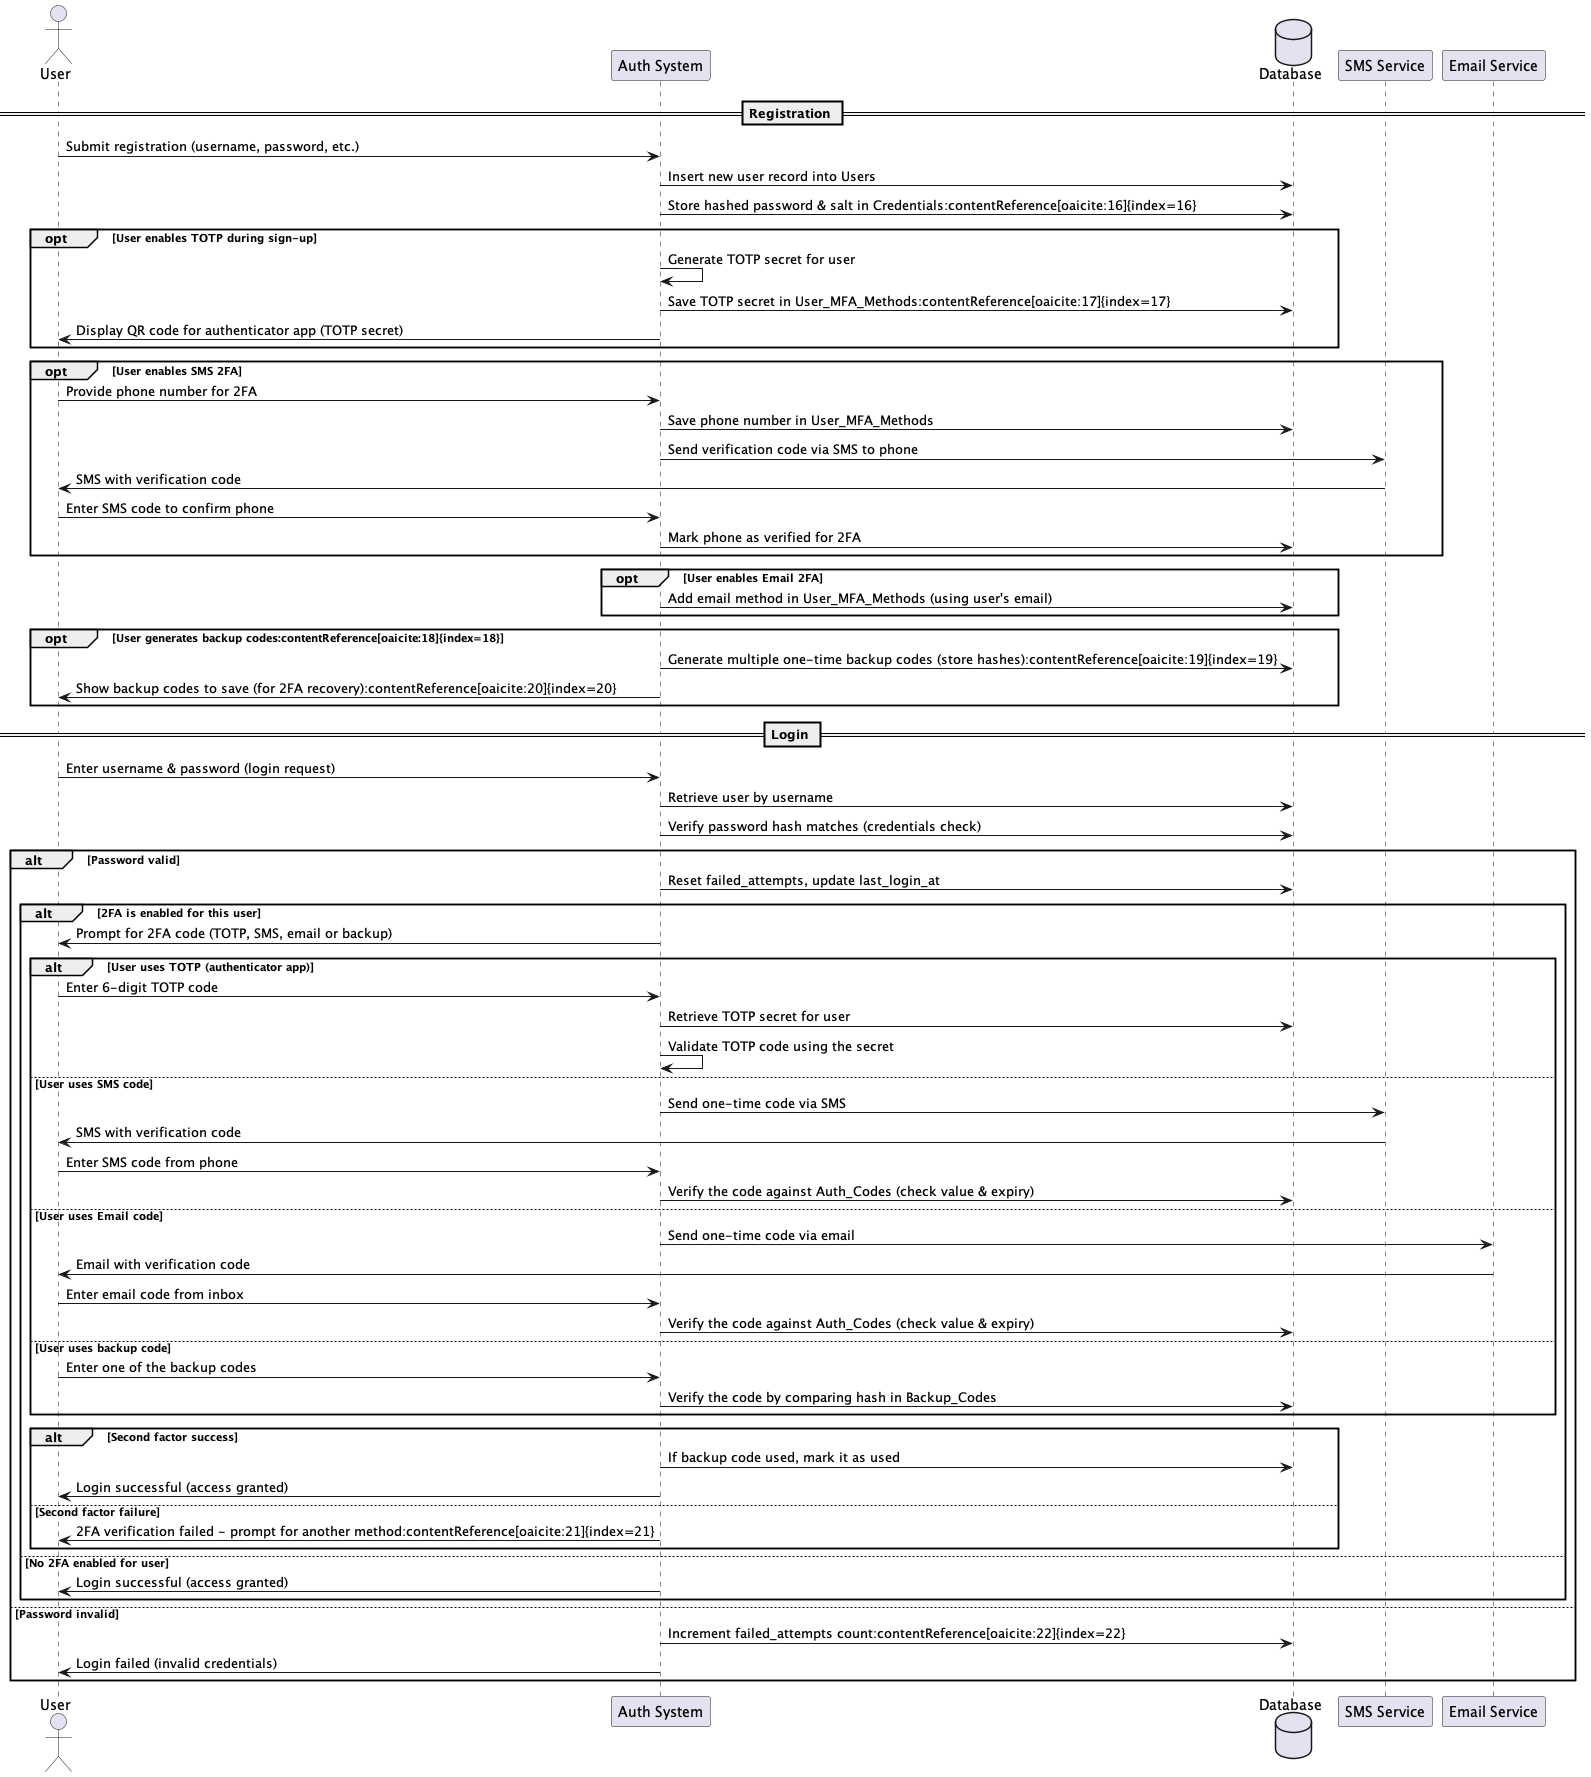 User
Auth System
Database
SMS Service
Email Service
Registration
Submit registration (username, password, etc.)
Insert new user record into Users
Store hashed password & salt in Credentials:contentReference[oaicite:16]{index=16}
opt
[User enables TOTP during sign-up]
Generate TOTP secret for user
Save TOTP secret in User_MFA_Methods:contentReference[oaicite:17]{index=17}
Display QR code for authenticator app (TOTP secret)
opt
[User enables SMS 2FA]
Provide phone number for 2FA
Save phone number in User_MFA_Methods
Send verification code via SMS to phone
SMS with verification code
Enter SMS code to confirm phone
Mark phone as verified for 2FA
opt
[User enables Email 2FA]
Add email method in User_MFA_Methods (using user's email)
opt
[User generates backup codes:contentReference[oaicite:18]{index=18}]
Generate multiple one-time backup codes (store hashes):contentReference[oaicite:19]{index=19}
Show backup codes to save (for 2FA recovery):contentReference[oaicite:20]{index=20}
Login
Enter username & password (login request)
Retrieve user by username
Verify password hash matches (credentials check)
alt
[Password valid]
Reset failed_attempts, update last_login_at
alt
[2FA is enabled for this user]
Prompt for 2FA code (TOTP, SMS, email or backup)
alt
[User uses TOTP (authenticator app)]
Enter 6-digit TOTP code
Retrieve TOTP secret for user
Validate TOTP code using the secret
[User uses SMS code]
Send one-time code via SMS
SMS with verification code
Enter SMS code from phone
Verify the code against Auth_Codes (check value & expiry)
[User uses Email code]
Send one-time code via email
Email with verification code
Enter email code from inbox
Verify the code against Auth_Codes (check value & expiry)
[User uses backup code]
Enter one of the backup codes
Verify the code by comparing hash in Backup_Codes
alt
[Second factor success]
If backup code used, mark it as used
Login successful (access granted)
[Second factor failure]
2FA verification failed - prompt for another method:contentReference[oaicite:21]{index=21}
[No 2FA enabled for user]
Login successful (access granted)
[Password invalid]
Increment failed_attempts count:contentReference[oaicite:22]{index=22}
Login failed (invalid credentials)
User
Auth System
Database
SMS Service
Email Service